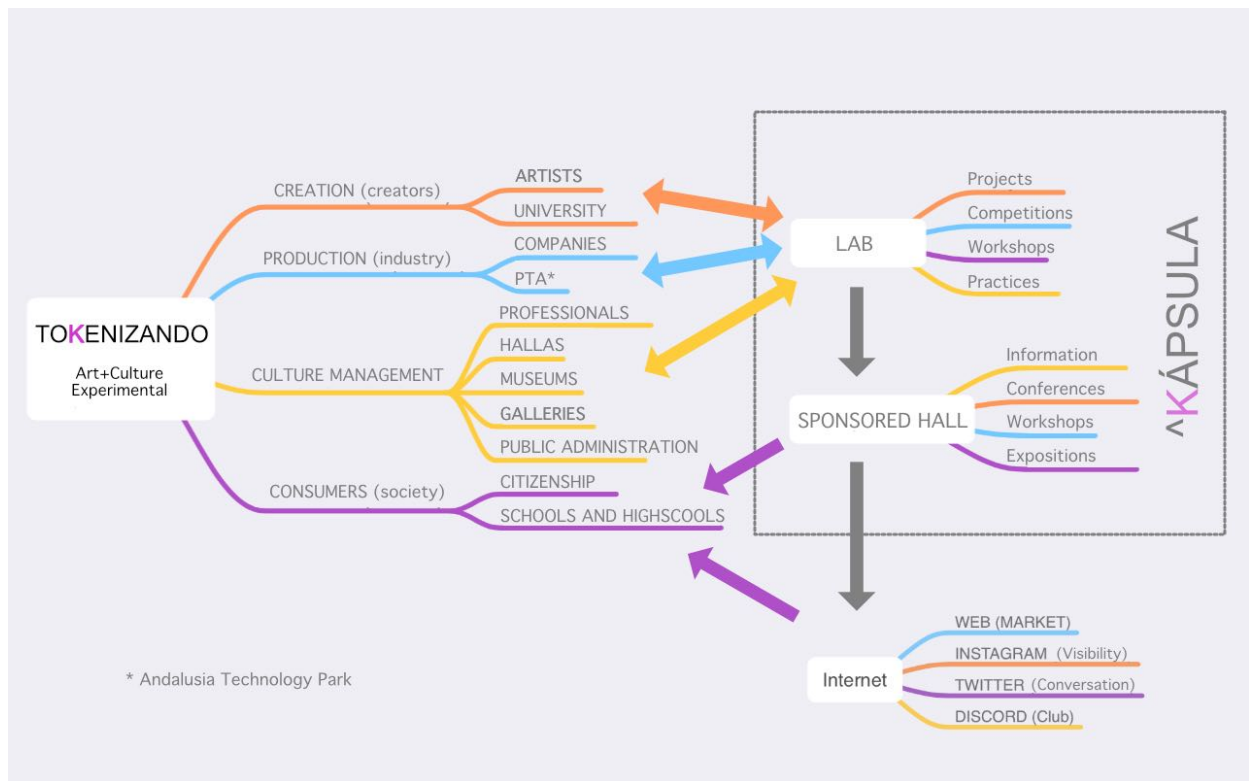 TOKENIZANDO
Art+Culture
Experimental
CREATION (creators)
ARTISTS
UNIVERSITY
PRODUCTION (industry)
COMPANIES
PTA*
CULTURE MANAGEMENT
PROFESSIONALS
HALLAS
MUSEUMS
GALLERIES
PUBLIC ADMINISTRATION
CONSUMERS (society)
CITIZENSHIP
SCHOOLS AND HIGHSCOOLS
LAB
Projects
Competitions
Workshops
Practices
SPONSORED HALL
Information
Conferences
Workshops
Expositions
^KÁPSULA
Internet
WEB (MARKET)
INSTAGRAM (Visibility)
TWITTER (Conversation)
DISCORD (Club)
* Andalusia Technology Park